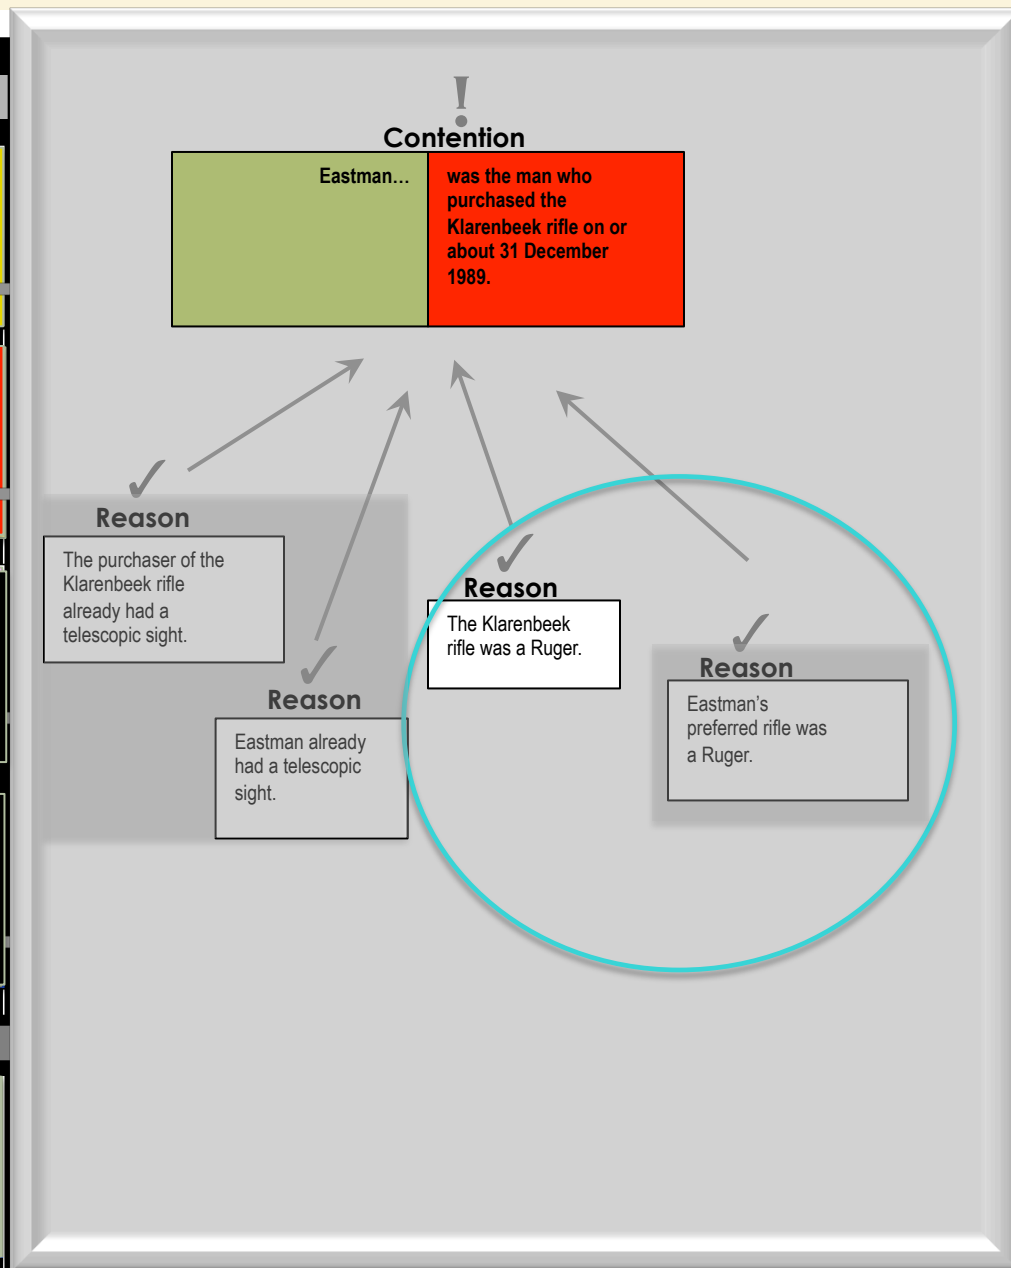 !
Contention
Eastman…
was the man who
purchased the
Klarenbeek rifle on or
about 31 December
1989.
✓
Reason
The purchaser of the
Klarenbeek rifle
already had a
telescopic sight.
✓
Reason
Eastman already
had a telescopic
sight.
✓
Reason
The Klarenbeek
rifle was a Ruger.
✓
Reason
Eastman’s
preferred rifle was
a Ruger.